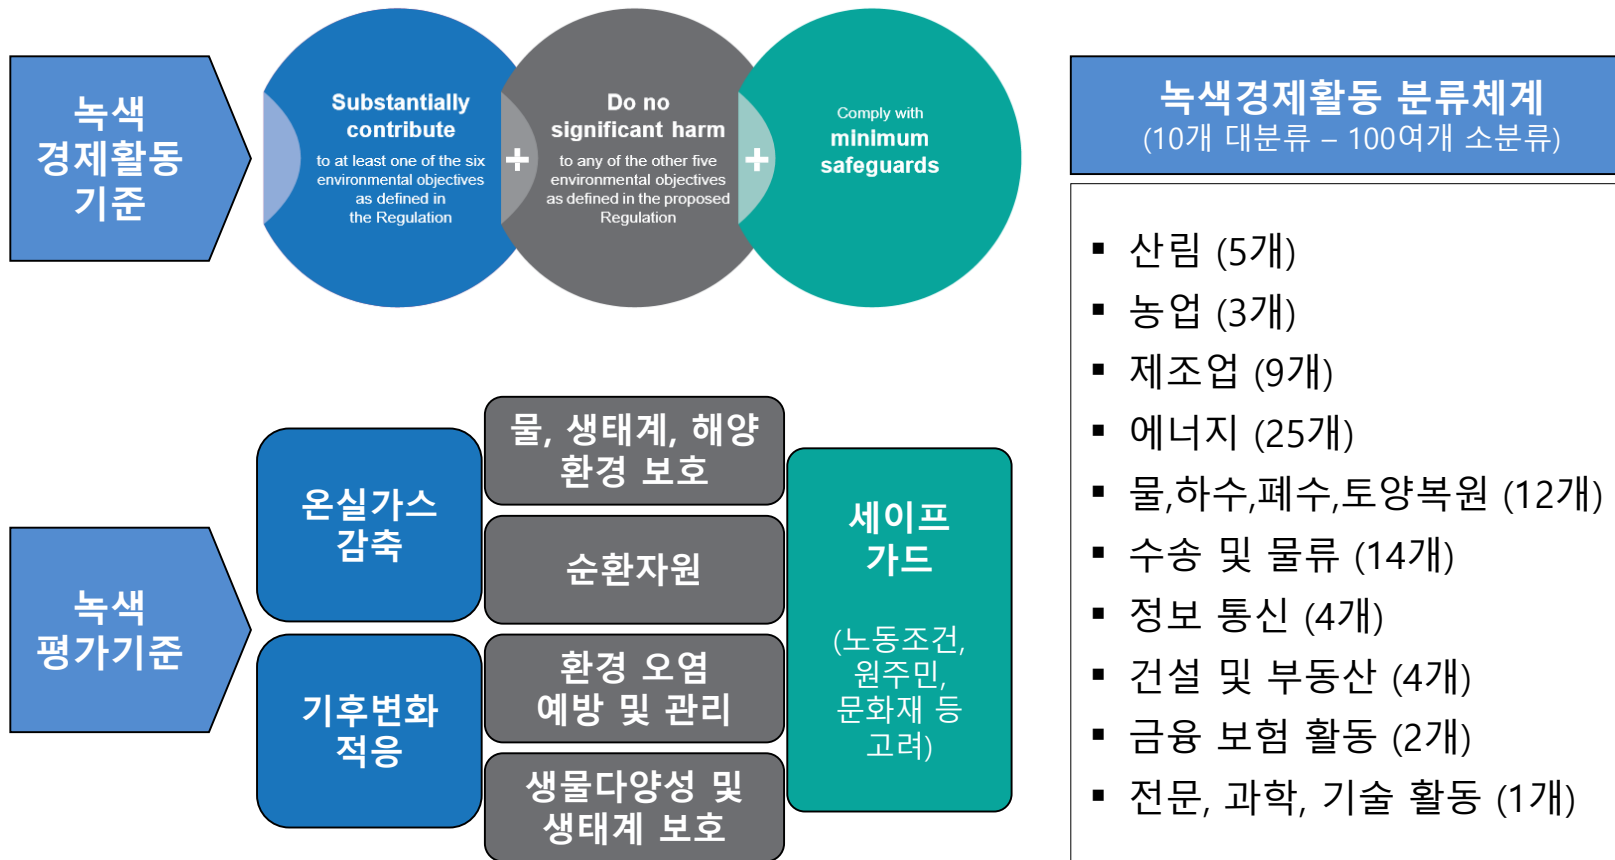 녹색
경제활동
기준
Substantially
contribute
to at least one of the six
environmental objectives
as defined in
the Regulation
+
Do no
significant harm
to any of the other five
environmental objectives
as defined in the proposed
Regulation
+
Comply with
minimum
safeguards
녹색
평가기준
온실가스
감축
기후변화
적응
물, 생태계, 해양
환경 보호
순환자원
환경 오염
예방 및 관리
생물다양성 및
생태계 보호
세이프
가드
(노동조건,
원주민,
문화재 등
고려)
녹색경제활동 분류체계
(10개 대분류 – 100여개 소분류)
▪ 산림 (5개)
▪ 농업 (3개)
▪ 제조업 (9개)
▪ 에너지 (25개)
▪ 물,하수,폐수,토양복원 (12개)
▪ 수송 및 물류 (14개)
▪ 정보 통신 (4개)
▪ 건설 및 부동산 (4개)
▪ 금융 보험 활동 (2개)
▪ 전문, 과학, 기술 활동 (1개)